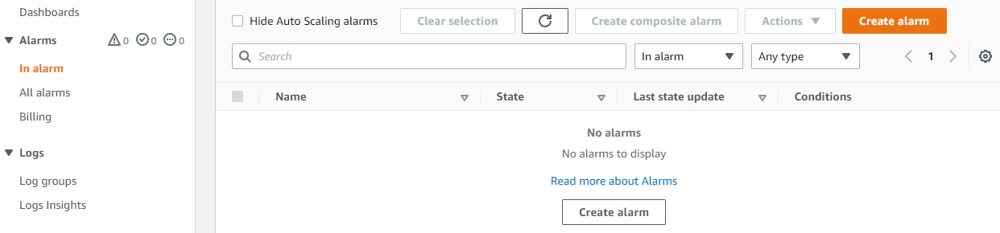 Dashboards
Alarms 0 0 0
In alarm
All alarms
Billing
Logs
Log groups
Logs Insights
Hide Auto Scaling alarms Clear selection Create composite alarm Actions Create alarm
Search In alarm Any type 1
Name State Last state update Conditions
No alarms
No alarms to display
Read more about Alarms
Create alarm